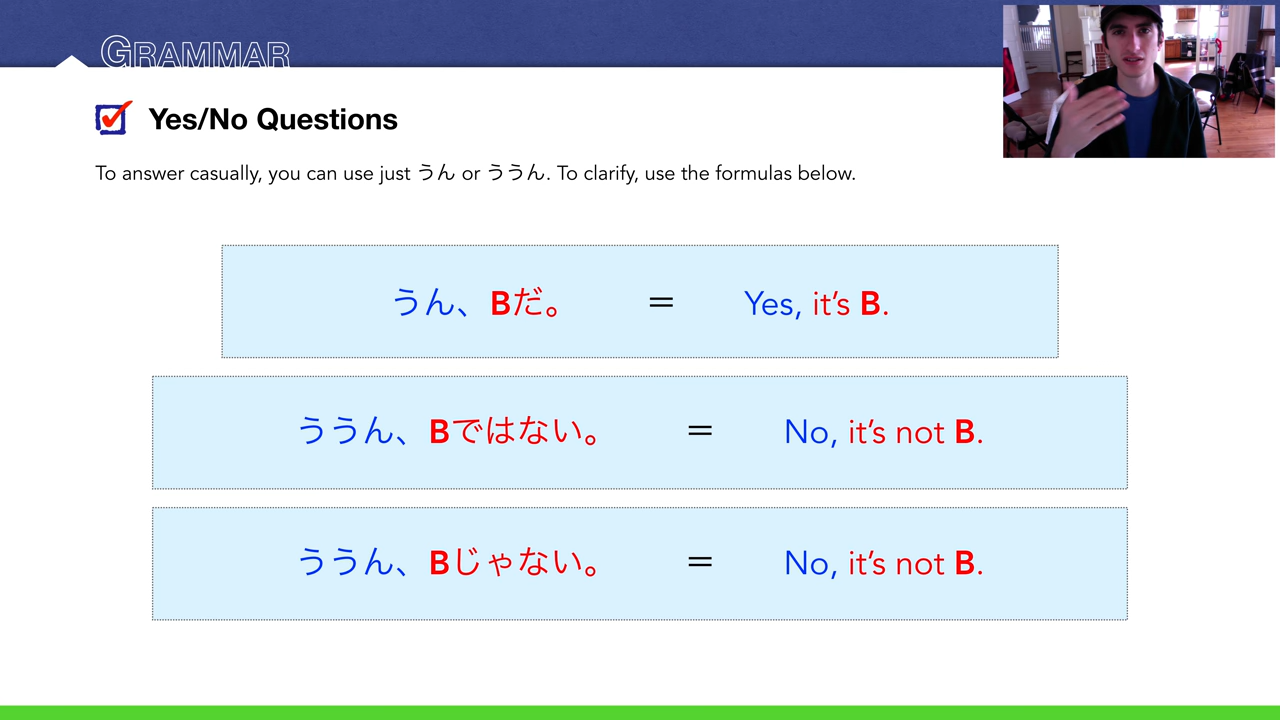 GRAMMAR
Yes/No Questions
To answer casually, you can use just うん or ううん. To clarify, use the formulas below.
うん、Bだ。 = Yes, it's B.
ううん、Bではない。 = No, it's not B.
ううん、Bじゃない。 = No, it's not B.